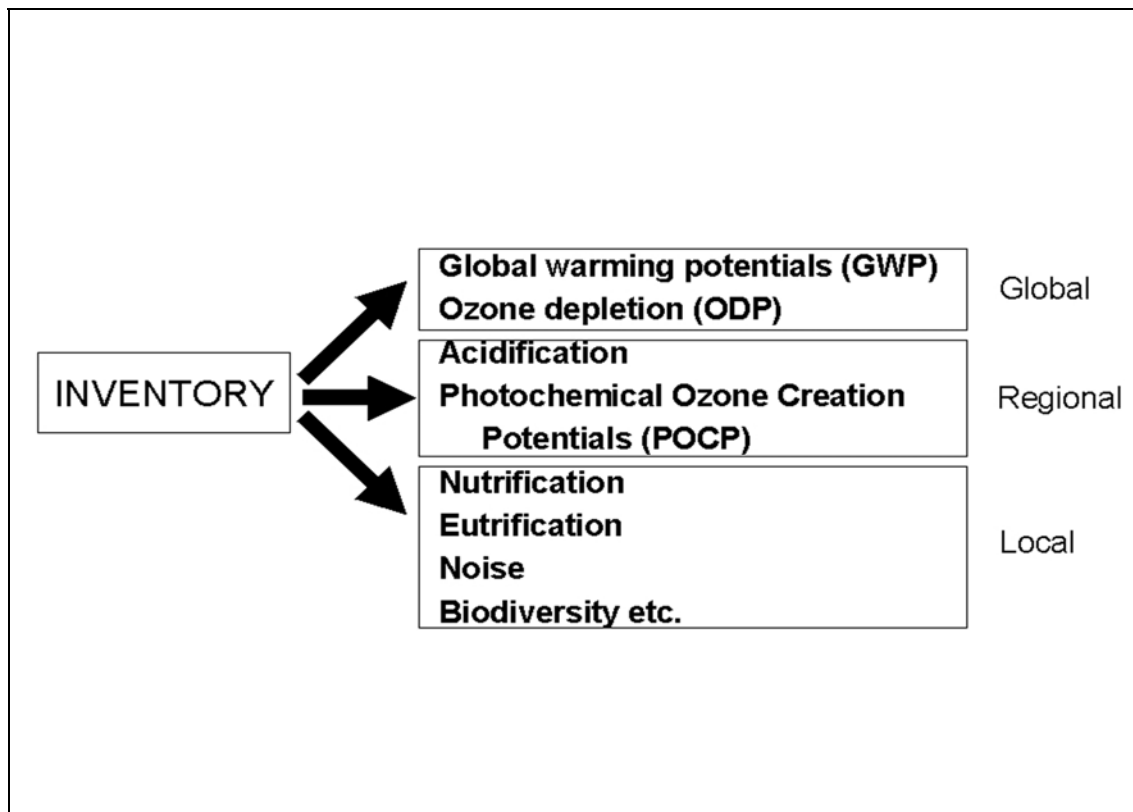 INVENTORY
Global warming potentials (GWP)
Ozone depletion (ODP)
Global
Acidification
Photochemical Ozone Creation
Potentials (POCP)
Regional
Nutrification
Eutrification
Noise
Biodiversity etc.
Local